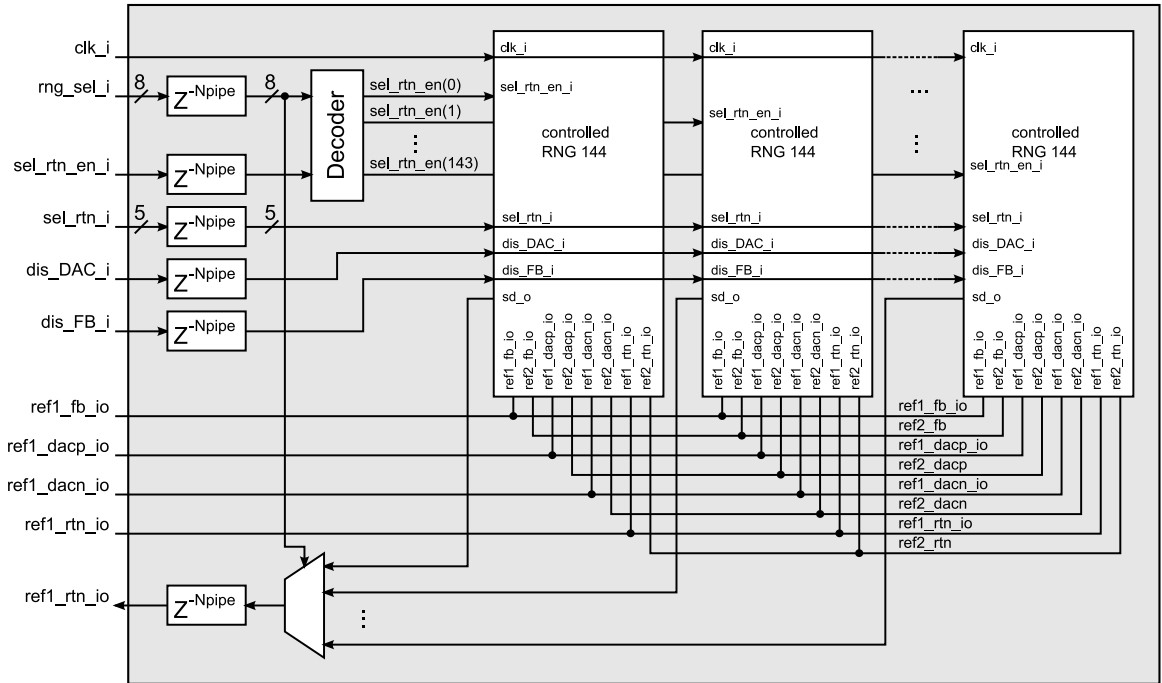 clk_i
rng_sel_i
8
z-Npipe
8
Decoder
sel_rtn_en(0)
sel_rtn_en(1)
⋮
sel_rtn_en(143)
sel_rtn_en_i
z-Npipe
sel_rtn_i
5
z-Npipe
5
dis_DAC_i
z-Npipe
dis_FB_i
z-Npipe
clk_i
sel_rtn_en_i
controlled
RNG 144
sel_rtn_i
dis_DAC_i
dis_FB_i
sd_o
ref1_fb_io
ref2_fb_io
ref1_dacp_io
ref2_dacp_io
ref1_dacn_io
ref2_dacn_io
ref1_rtn_io
ref2_rtn_io
clk_i
sel_rtn_en_i
controlled
RNG 144
sel_rtn_i
dis_DAC_i
dis_FB_i
sd_o
ref1_fb_io
ref2_fb_io
ref1_dacp_io
ref2_dacp_io
ref1_dacn_io
ref2_dacn_io
ref1_rtn_io
ref2_rtn_io
...
⋮
clk_i
...
controlled
RNG 144
sel_rtn_en_i
sel_rtn_i
dis_DAC_i
dis_FB_i
sd_o
ref1_fb_io
ref2_fb_io
ref1_dacp_io
ref2_dacp_io
ref1_dacn_io
ref2_dacn_io
ref1_rtn_io
ref2_rtn_io
ref1_fb_io
ref1_dacp_io
ref1_dacn_io
ref1_rtn_io
ref1_fb_io
ref2_fb
ref1_dacp_io
ref2_dacp
ref1_dacn_io
ref2_dacn
ref1_rtn_io
ref2_rtn
ref1_rtn_io
z-Npipe
⋮